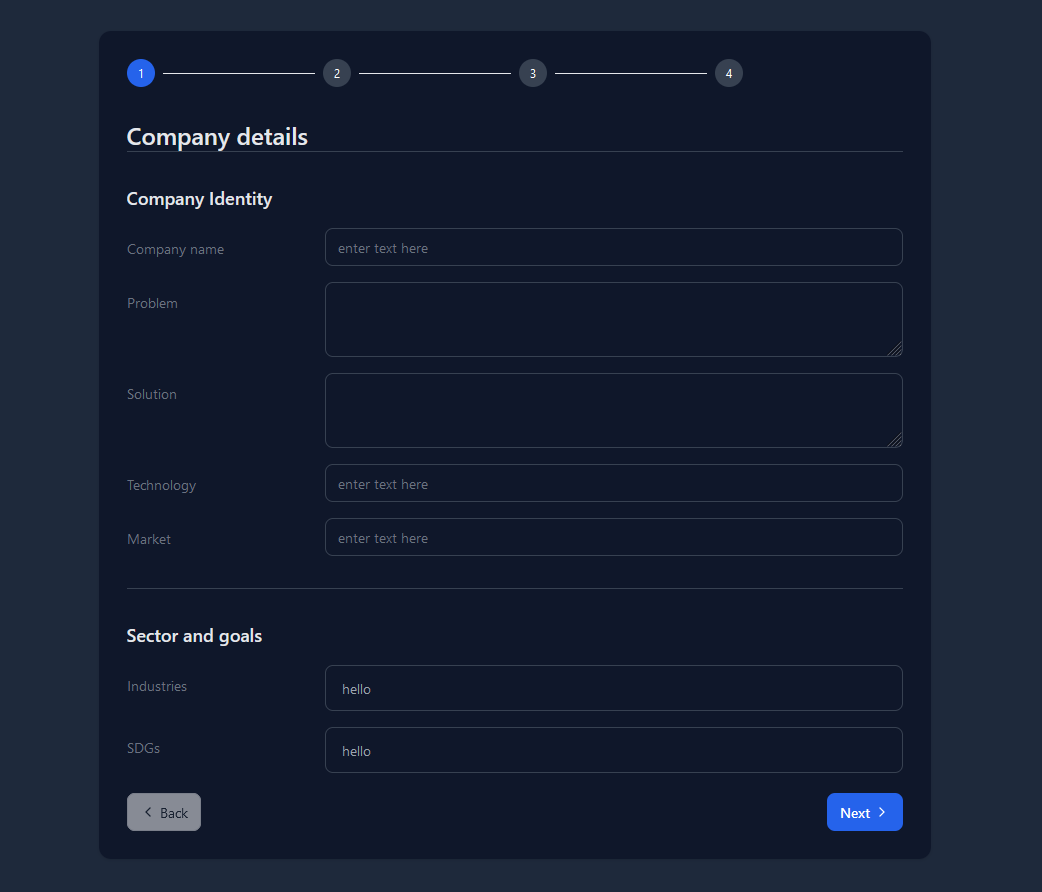 1 2 3 4
Company details
Company Identity
Company name enter text here
Problem
Solution
Technology enter text here
Market enter text here
Sector and goals
Industries hello
SDGs hello
Back Next